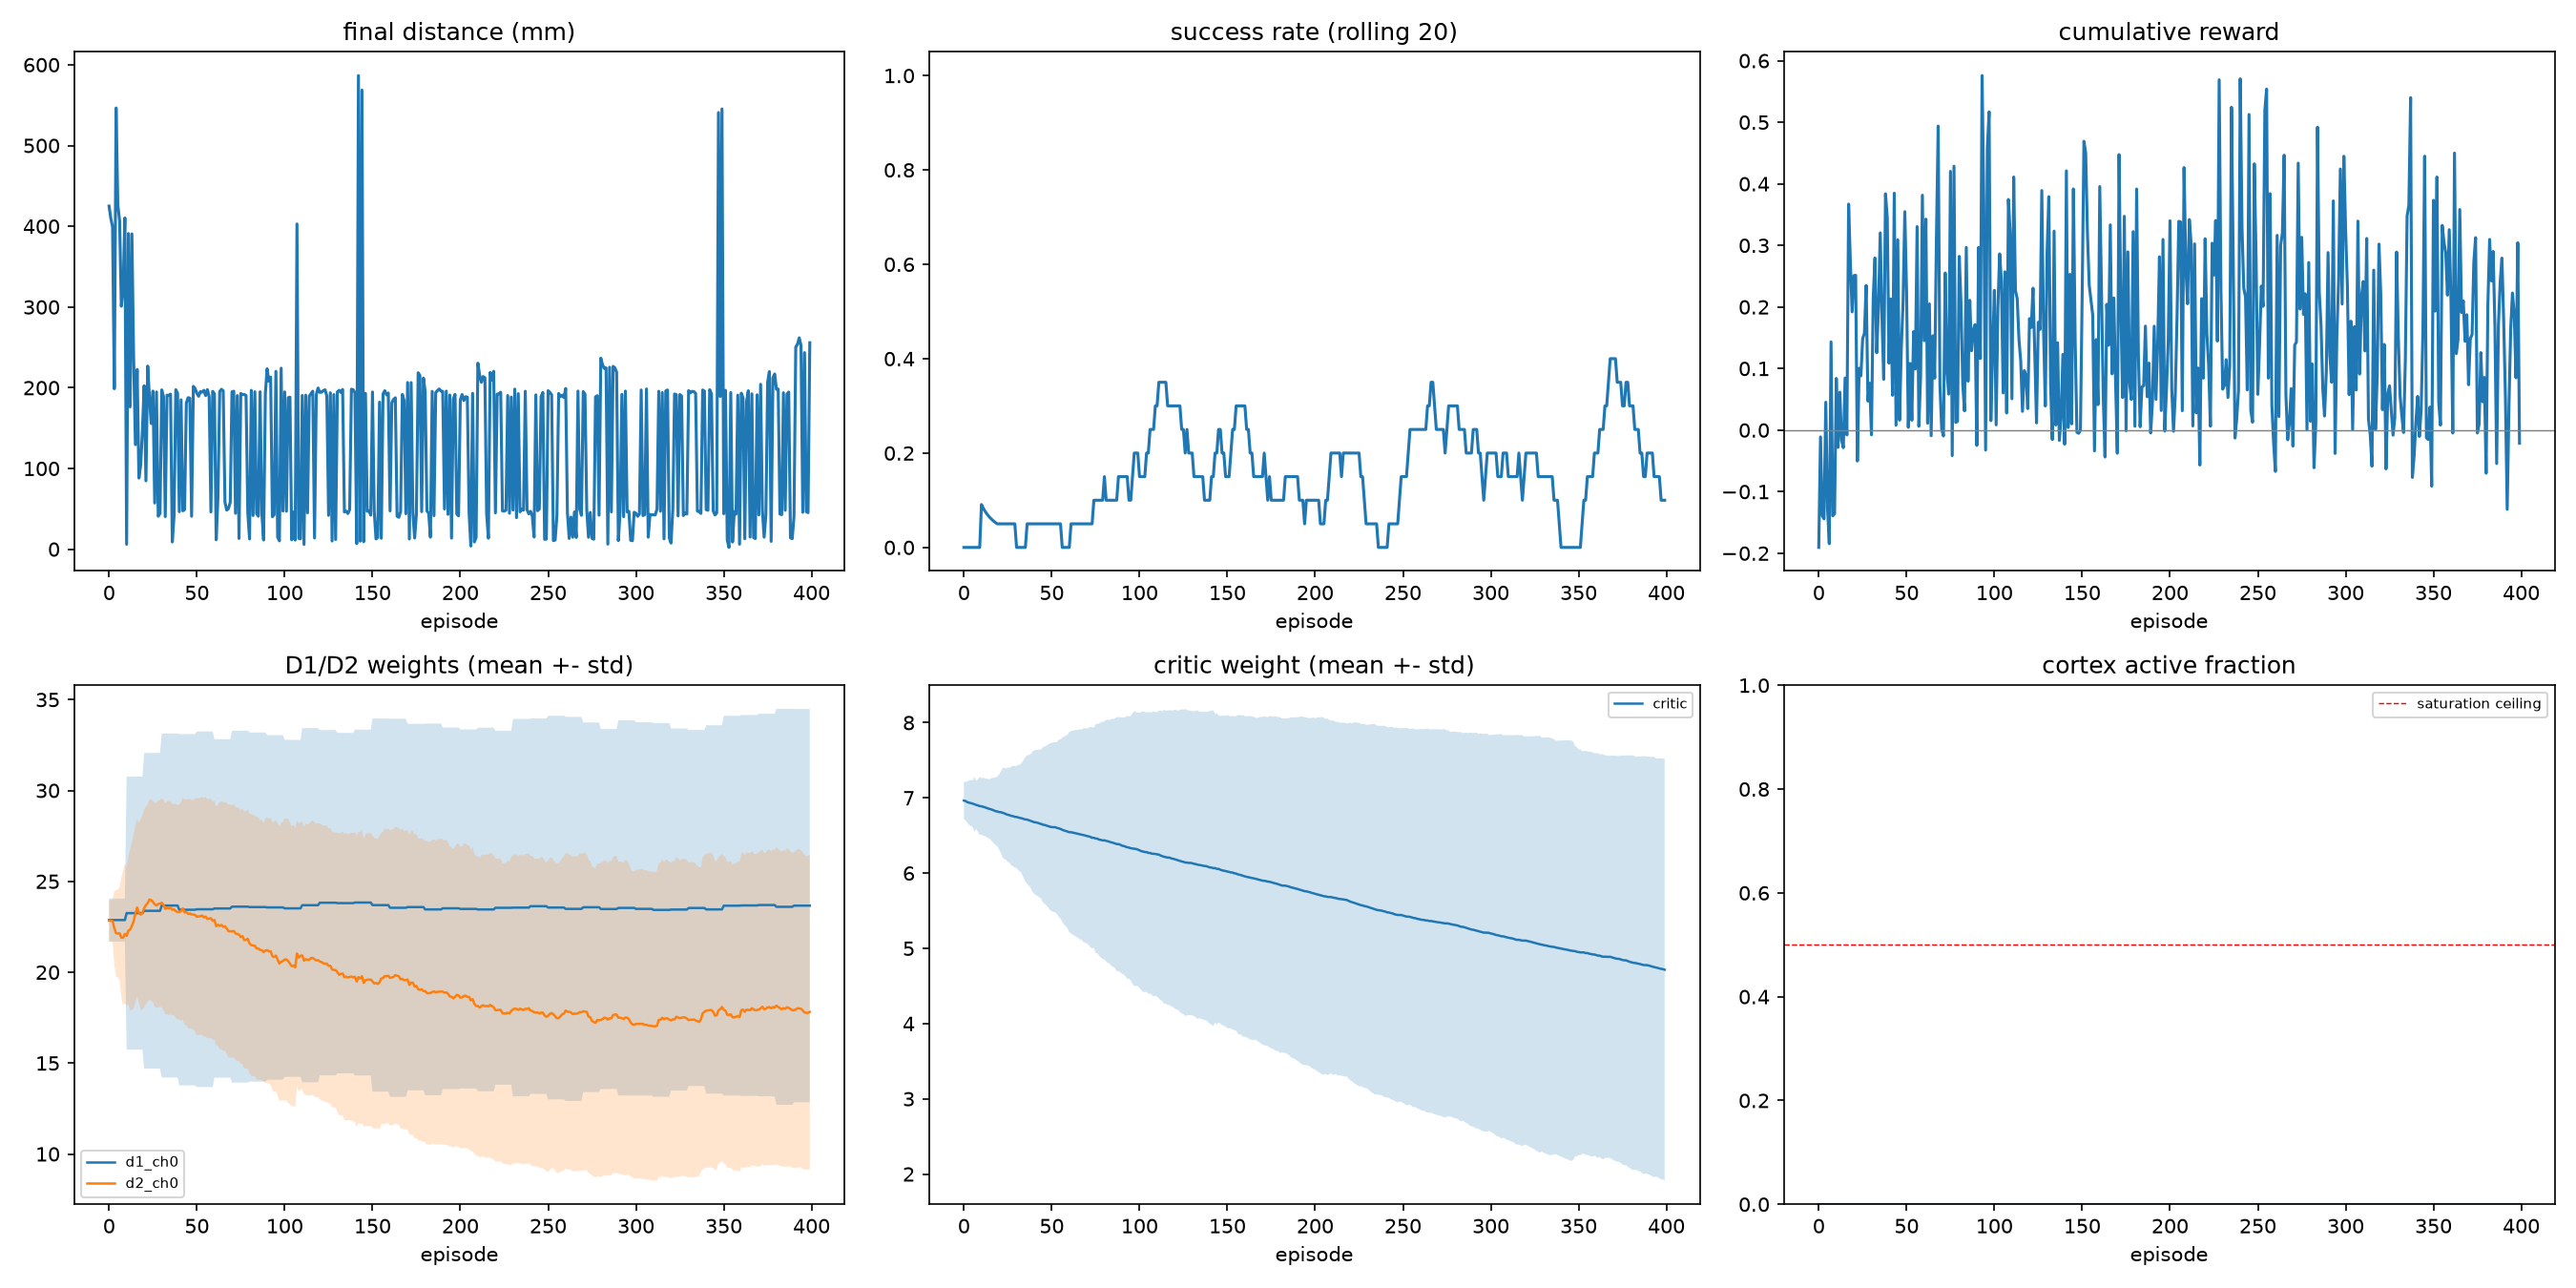 final distance (mm)
600
500
400
300
200
100
0
0 50 100 150 200 250 300 350 400
episode
success rate (rolling 20)
1.0
0.8
0.6
0.4
0.2
0.0
0 50 100 150 200 250 300 350 400
episode
cumulative reward
0.6
0.5
0.4
0.3
0.2
0.1
0.0
−0.1
−0.2
0 50 100 150 200 250 300 350 400
episode
D1/D2 weights (mean +- std)
35
30
25
20
15
10
d1_ch0
d2_ch0
0 50 100 150 200 250 300 350 400
episode
critic weight (mean +- std)
critic
8
7
6
5
4
3
2
0 50 100 150 200 250 300 350 400
episode
cortex active fraction
saturation ceiling
1.0
0.8
0.6
0.4
0.2
0.0
0 50 100 150 200 250 300 350 400
episode